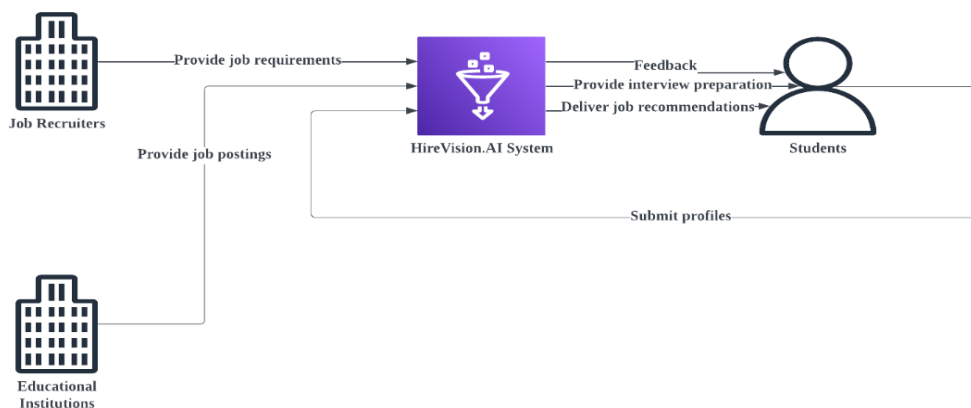 Provide job requirements
Feedback
Provide interview preparation
Deliver job recommendations
Job Recruiters
HireVision.AI System
Students
Provide job postings
Submit profiles
Educational
Institutions